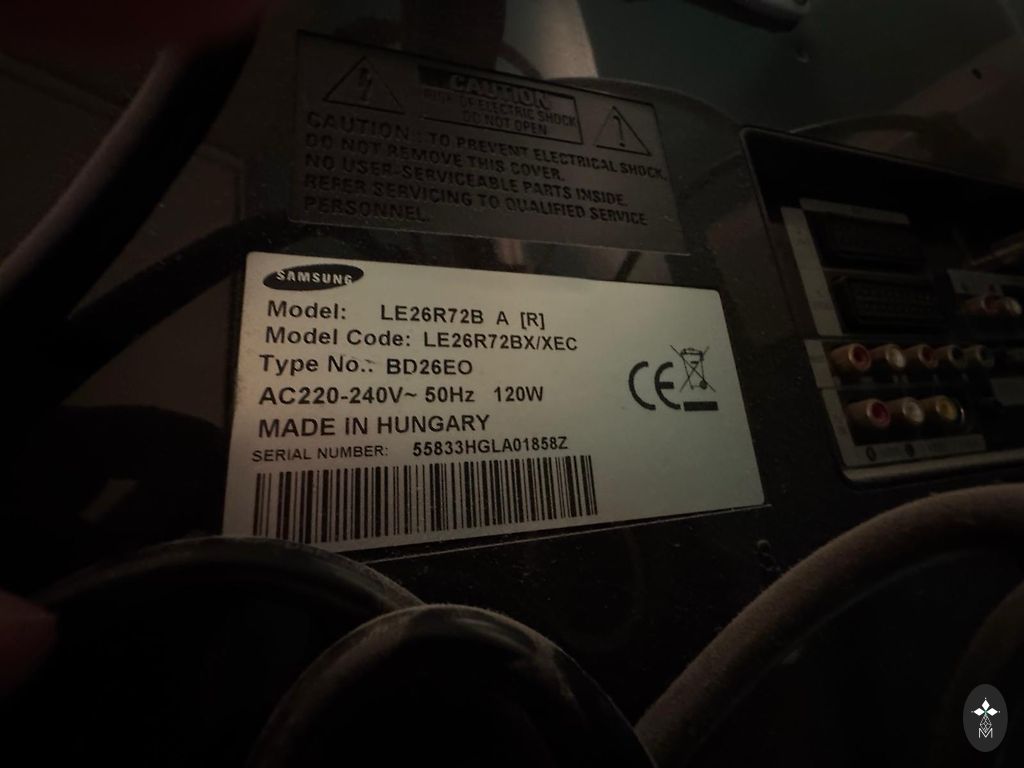 CAUTION
RISK OF ELECTRIC SHOCK
DO NOT OPEN
CAUTION : TO PREVENT ELECTRICAL SHOCK,
DO NOT REMOVE THIS COVER.
NO USER-SERVICEABLE PARTS INSIDE.
REFER SERVICING TO QUALIFIED SERVICE
PERSONNEL.
SAMSUNG
Model: LE26R72B A [R]
Model Code: LE26R72BX/XEC
Type No.: BD26EO
AC220-240V~ 50Hz 120W
MADE IN HUNGARY
SERIAL NUMBER: 55833HGLA01858Z
CE
M